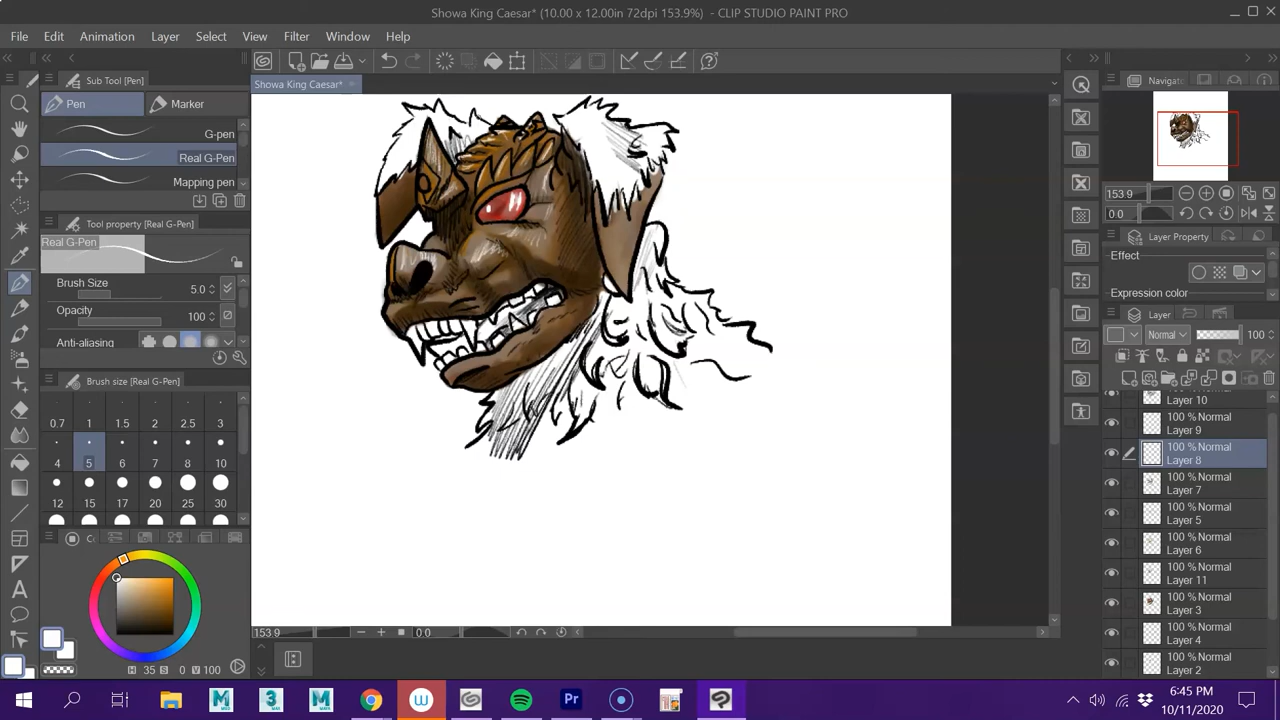 Showa King Caesar* (10.00 x 12.00in 72dpi 153.9%) - CLIP STUDIO PAINT PRO
File Edit Animation Layer Select View Filter Window Help
Sub Tool [Pen]
Pen Marker
G-pen
Real G-Pen
Mapping pen
Tool property [Real G-Pen]
Real G-Pen
Brush Size 5.0
Opacity 100
Anti-aliasing
Brush size [Real G-Pen]
0.7 1 1.5 2 2.5 3
4 5 6 7 8 10
12 15 17 20 25 30
H 35 S 0 V 100
Showa King Caesar*
153.9 0 0
Navigato
153.9
0 0
Layer Property
Effect
Expression color
Layer
Normal 100
Layer 10
100 % Normal
Layer 9
100 % Normal
Layer 8
100 % Normal
Layer 7
100 % Normal
Layer 5
100 % Normal
Layer 6
100 % Normal
Layer 11
100 % Normal
Layer 3
100 % Normal
Layer 4
100 % Normal
Layer 2
6:45 PM
10/11/2020